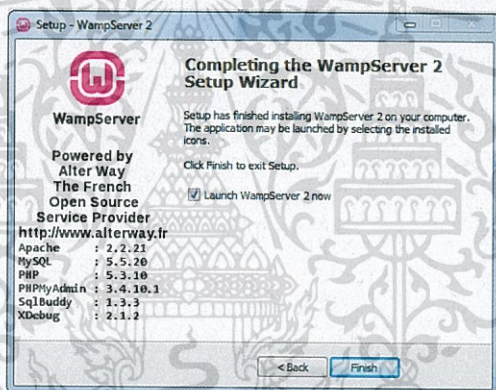 Setup - WampServer 2
WampServer
Powered by
Alter Way
The French
Open Source
Service Provider
http://www.alterway.fr
Apache : 2.2.21
MySQL : 5.5.20
PHP : 5.3.10
PHPMyAdmin : 3.4.10.1
SqlBuddy : 1.3.3
XDebug : 2.1.2
Completing the WampServer 2
Setup Wizard
Setup has finished installing WampServer 2 on your computer.
The application may be launched by selecting the installed
icons.
Click Finish to exit Setup.
Launch WampServer 2 now
< Back
Finish